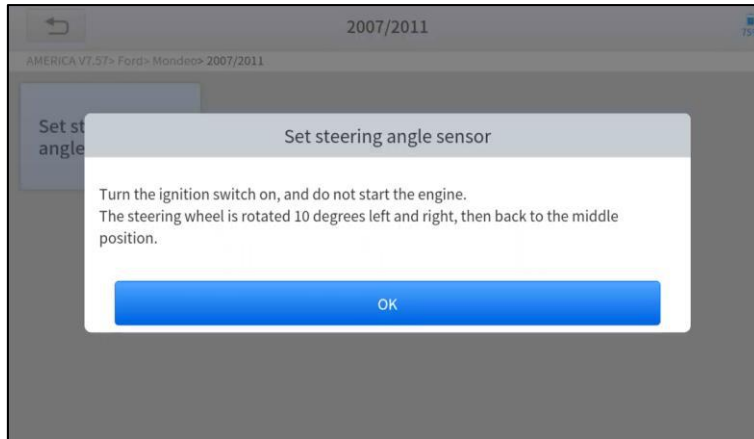 2007/2011
75%
AMERICA V7.57> Ford> Mondeo> 2007/2011
Set st
angle
Set steering angle sensor
Turn the ignition switch on, and do not start the engine.
The steering wheel is rotated 10 degrees left and right, then back to the middle
position.
OK